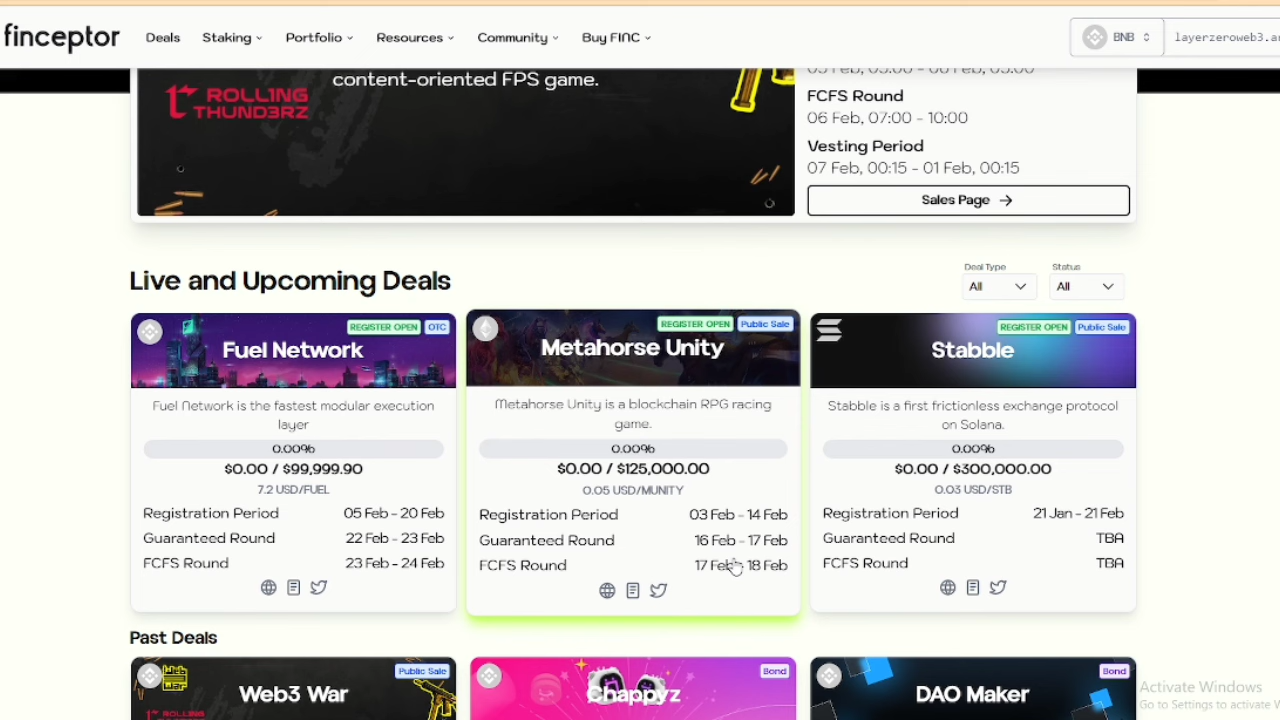 finceptor
Deals
Staking
Portfolio
Resources
Community
Buy FINC
BNB
content-oriented FPS game.
ROLL1NG
THUND3RZ
FCFS Round
06 Feb, 07:00 - 10:00
Vesting Period
07 Feb, 00:15 - 01 Feb, 00:15
Sales Page →
Live and Upcoming Deals
Deal Type
All
Status
All
REGISTER OPEN OTC
Fuel Network
Fuel Network is the fastest modular execution
layer
0.00%
$0.00 / $99,999.90
7.2 USD/FUEL
Registration Period 05 Feb - 20 Feb
Guaranteed Round 22 Feb - 23 Feb
FCFS Round 23 Feb - 24 Feb
REGISTER OPEN Public Sale
Metahorse Unity
Metahorse Unity is a blockchain RPG racing
game.
0.00%
$0.00 / $125,000.00
0.05 USD/MUNITY
Registration Period 03 Feb - 14 Feb
Guaranteed Round 16 Feb - 17 Feb
FCFS Round 17 Feb - 18 Feb
REGISTER OPEN Public Sale
Stabble
Stabble is a first frictionless exchange protocol
on Solana.
0.00%
$0.00 / $300,000.00
0.03 USD/STB
Registration Period 21 Jan - 21 Feb
Guaranteed Round TBA
FCFS Round TBA
Past Deals
Public Sale
Web3 War
Bond
Chappyz
Bond
DAO Maker
Activate Windows
Go to Settings to activate